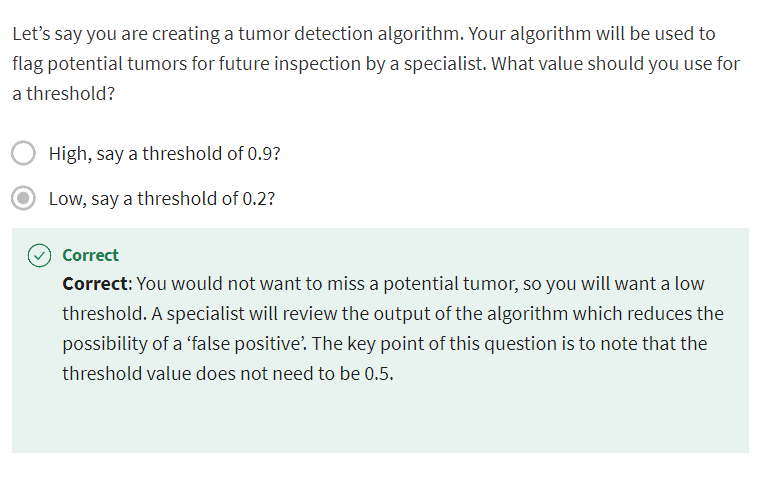 Let’s say you are creating a tumor detection algorithm. Your algorithm will be used to
flag potential tumors for future inspection by a specialist. What value should you use for
a threshold?
High, say a threshold of 0.9?
Low, say a threshold of 0.2?
Correct
Correct: You would not want to miss a potential tumor, so you will want a low
threshold. A specialist will review the output of the algorithm which reduces the
possibility of a ‘false positive’. The key point of this question is to note that the
threshold value does not need to be 0.5.